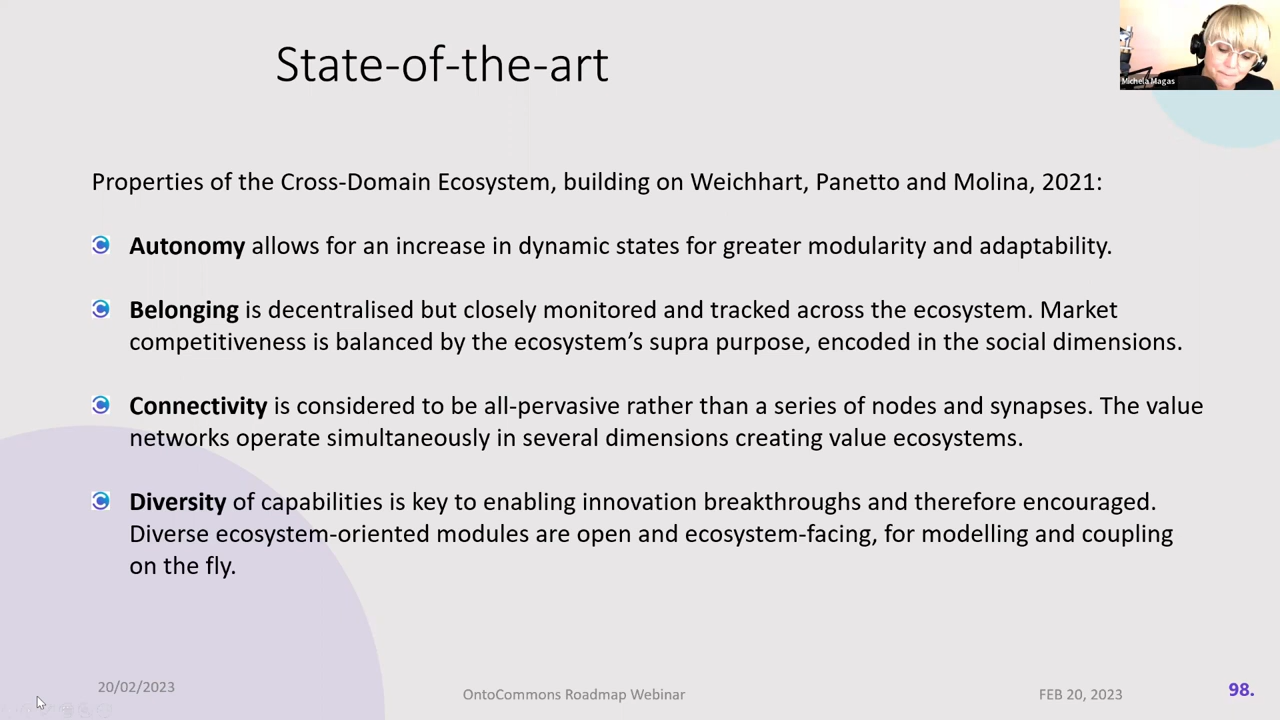 State-of-the-art
Michela Magas
Properties of the Cross-Domain Ecosystem, building on Weichhart, Panetto and Molina, 2021:
Autonomy allows for an increase in dynamic states for greater modularity and adaptability.
Belonging is decentralised but closely monitored and tracked across the ecosystem. Market
competitiveness is balanced by the ecosystem’s supra purpose, encoded in the social dimensions.
Connectivity is considered to be all-pervasive rather than a series of nodes and synapses. The value
networks operate simultaneously in several dimensions creating value ecosystems.
Diversity of capabilities is key to enabling innovation breakthroughs and therefore encouraged.
Diverse ecosystem-oriented modules are open and ecosystem-facing, for modelling and coupling
on the fly.
20/02/2023
OntoCommons Roadmap Webinar
FEB 20, 2023
98.